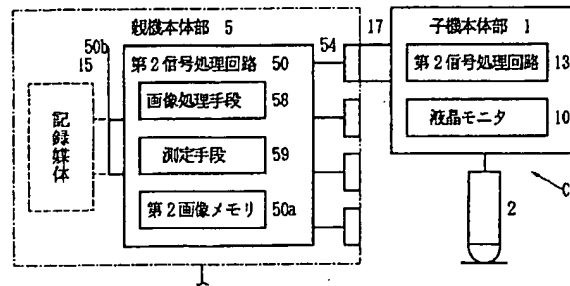 親機本体部 5
50b
15
第2信号処理回路 50
画像処理手段 58
測定手段 59
第2画像メモリ 50a
記録媒体
54
17
子機本体部 1
第2信号処理回路 13
液晶モニタ 10
2
C